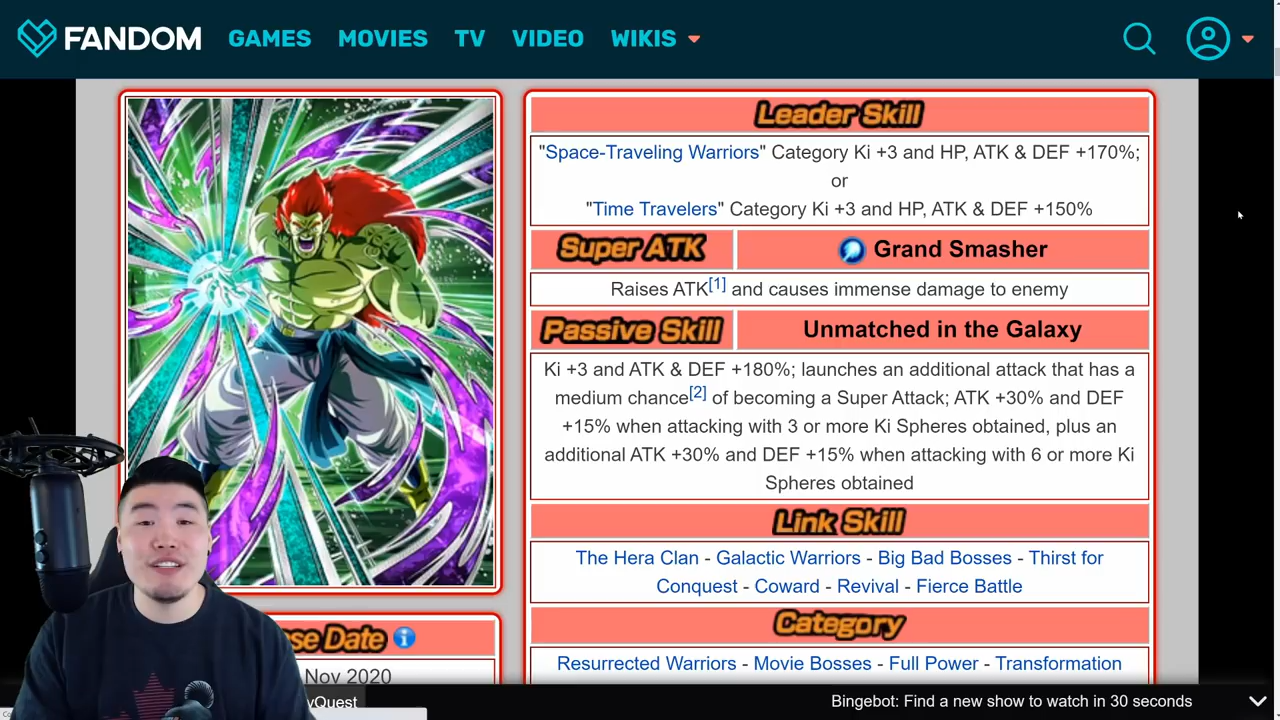 FANDOM GAMES MOVIES TV VIDEO WIKIS
Leader Skill
"Space-Traveling Warriors" Category Ki +3 and HP, ATK & DEF +170%;
or
"Time Travelers" Category Ki +3 and HP, ATK & DEF +150%
Super ATK
Grand Smasher
Raises ATK[1] and causes immense damage to enemy
Passive Skill
Unmatched in the Galaxy
Ki +3 and ATK & DEF +180%; launches an additional attack that has a
medium chance[2] of becoming a Super Attack; ATK +30% and DEF
+15% when attacking with 3 or more Ki Spheres obtained, plus an
additional ATK +30% and DEF +15% when attacking with 6 or more Ki
Spheres obtained
Link Skill
The Hera Clan - Galactic Warriors - Big Bad Bosses - Thirst for
Conquest - Coward - Revival - Fierce Battle
Category
Resurrected Warriors - Movie Bosses - Full Power - Transformation
se Date
Nov 2020
yQuest
Bingebot: Find a new show to watch in 30 seconds